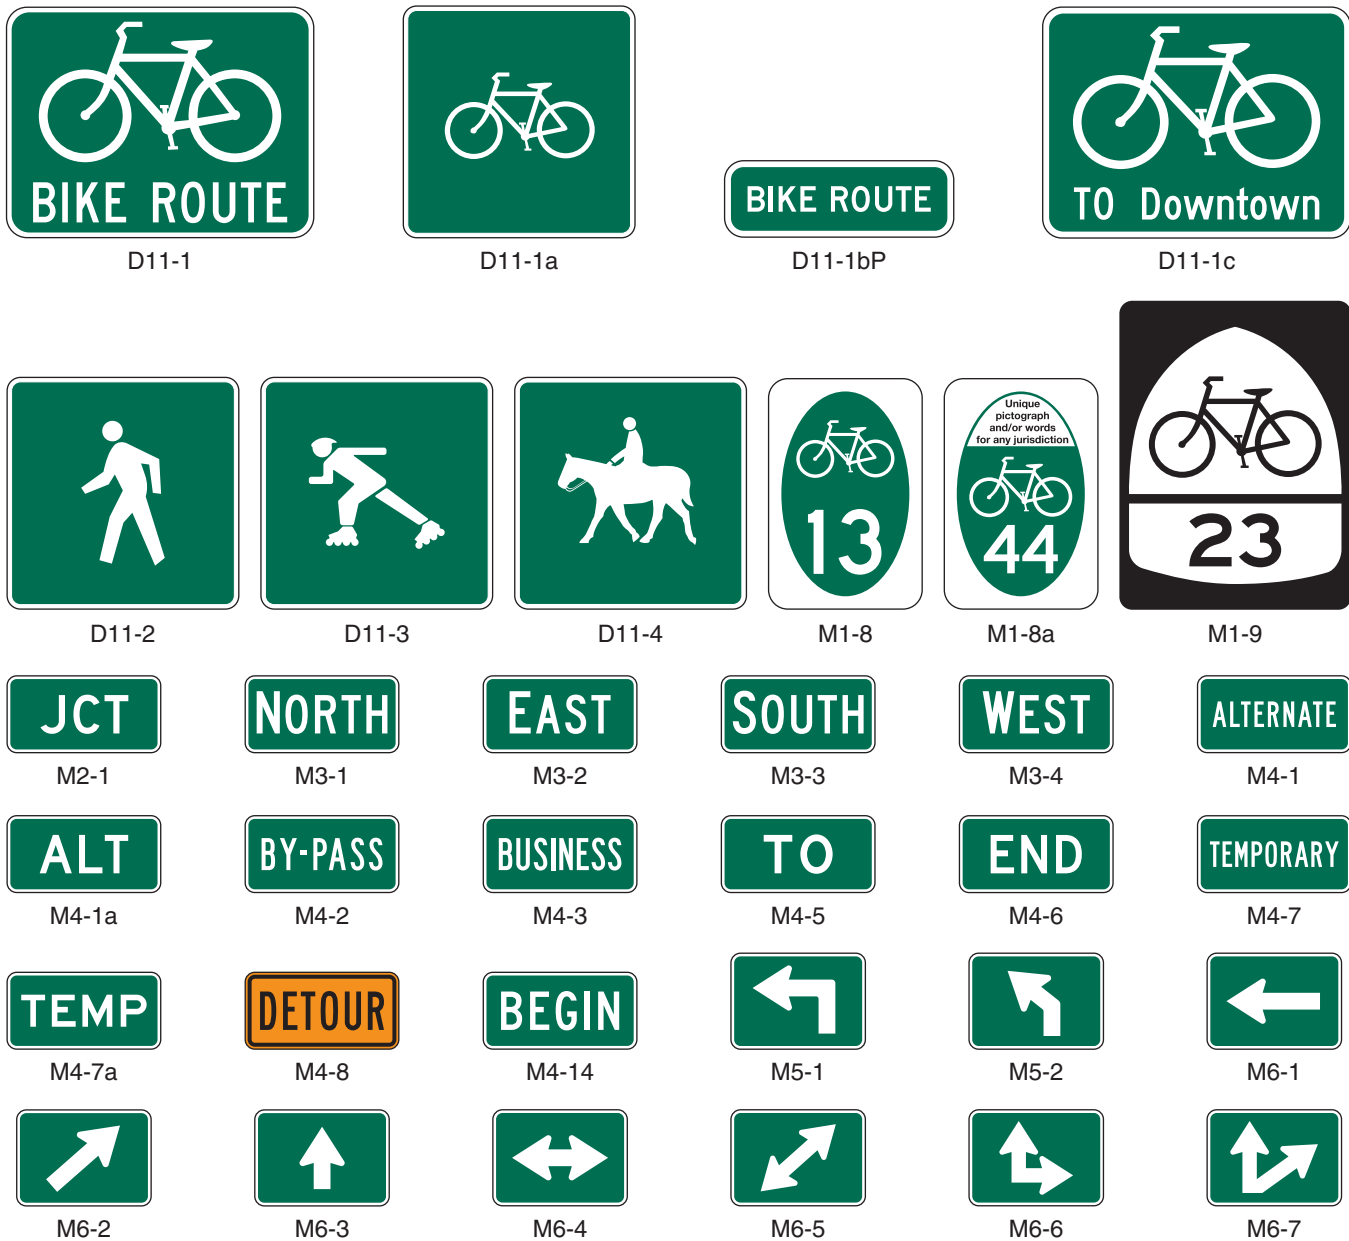 BIKE ROUTE
BIKE ROUTE
TO Downtown
D11-1
D11-1a
D11-1bP
D11-1c
Unique
pictograph
and/or words
for any jurisdiction
13
44
23
D11-2
D11-3
D11-4
M1-8
M1-8a
M1-9
JCT
NORTH
EAST
SOUTH
WEST
ALTERNATE
M2-1
M3-1
M3-2
M3-3
M3-4
M4-1
ALT
BY-PASS
BUSINESS
TO
END
TEMPORARY
M4-1a
M4-2
M4-3
M4-5
M4-6
M4-7
TEMP
DETOUR
BEGIN
M4-7a
M4-8
M4-14
M5-1
M5-2
M6-1
M6-2
M6-3
M6-4
M6-5
M6-6
M6-7